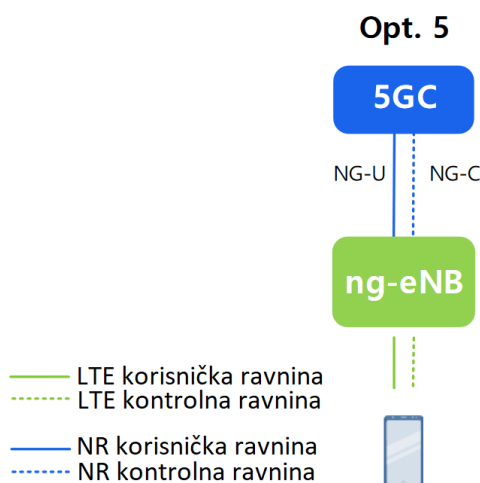 Opt. 5
5GC
NG-U NG-C
ng-eNB
LTE korisnička ravnina
LTE kontrolna ravnina
NR korisnička ravnina
NR kontrolna ravnina